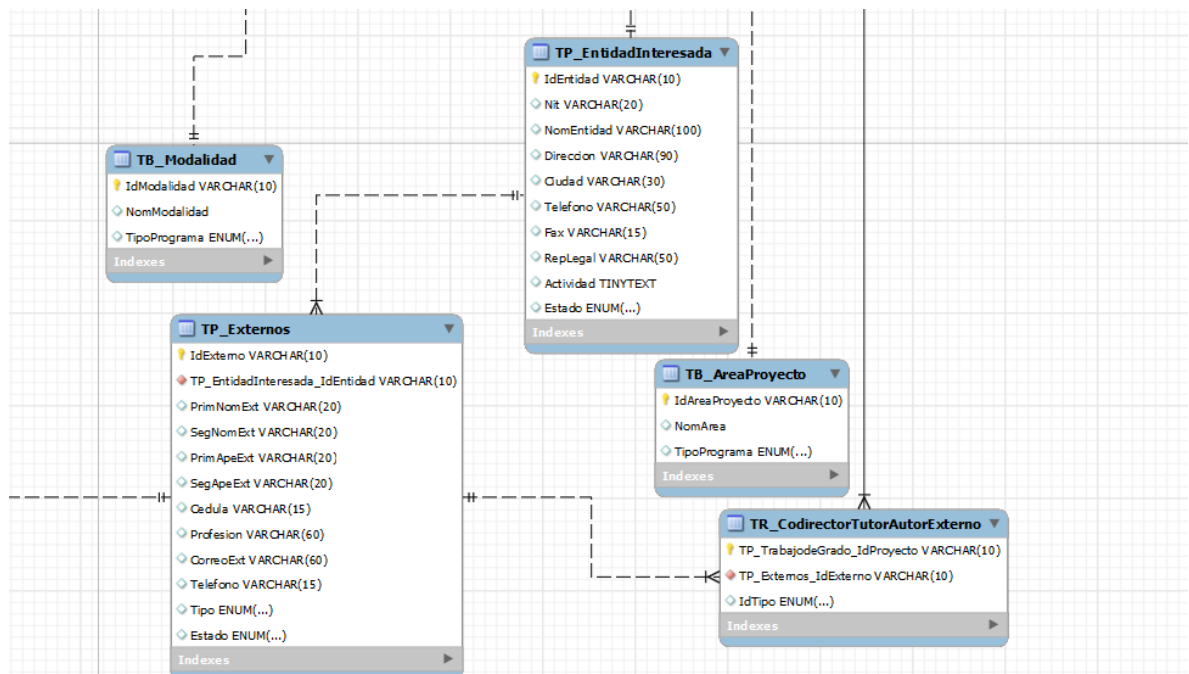 TP_EntidadInteresada
IdEntidad VARCHAR(10)
Nit VARCHAR(20)
NomEntidad VARCHAR(100)
Direccion VARCHAR(90)
Ciudad VARCHAR(30)
Telefono VARCHAR(50)
Fax VARCHAR(15)
RepLegal VARCHAR(50)
Actividad TINYTEXT
Estado ENUM(...)
Indexes
TB_Modalidad
IdModalidad VARCHAR(10)
NomModalidad
TipoPrograma ENUM(...)
Indexes
TP_Externos
IdExterno VARCHAR(10)
TP_EntidadInteresada_IdEntidad VARCHAR(10)
PrimNomExt VARCHAR(20)
SegNomExt VARCHAR(20)
PrimApeExt VARCHAR(20)
SegApeExt VARCHAR(20)
Cedula VARCHAR(15)
Profesion VARCHAR(60)
CorreoExt VARCHAR(60)
Telefono VARCHAR(15)
Tipo ENUM(...)
Estado ENUM(...)
Indexes
TB_AreaProyecto
IdAreaProyecto VARCHAR(10)
NomArea
TipoPrograma ENUM(...)
Indexes
TR_CodirectorTutorAutorExterno
TP_TrabajodeGrado_IdProyecto VARCHAR(10)
TP_Externos_IdExterno VARCHAR(10)
IdTipo ENUM(...)
Indexes